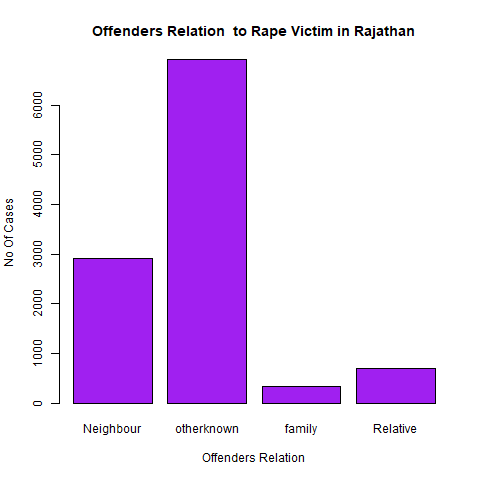 Offenders Relation  to Rape Victim in Rajathan
No Of Cases
6000
5000
4000
3000
2000
1000
0
Neighbour otherknown family Relative
Offenders Relation